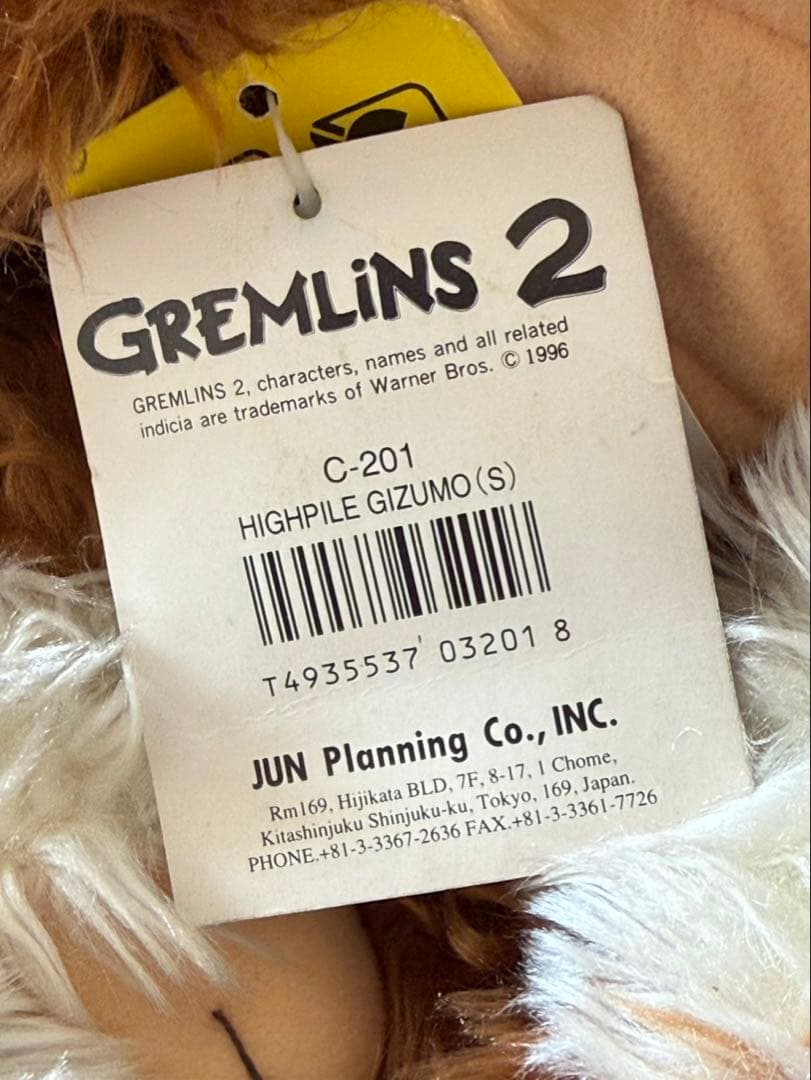 GREMLiNS 2
GREMLINS 2, characters, names and all related
indicia are trademarks of Warner Bros. © 1996
C-201
HIGHPILE GIZUMO(S)
T4935537 03201 8
JUN Planning Co., INC.
Rm169, Hijikata BLD, 7F, 8-17, 1 Chome,
Kitashinjuku Shinjuku-ku, Tokyo, 169, Japan.
PHONE.+81-3-3367-2636 FAX.+81-3-3361-7726